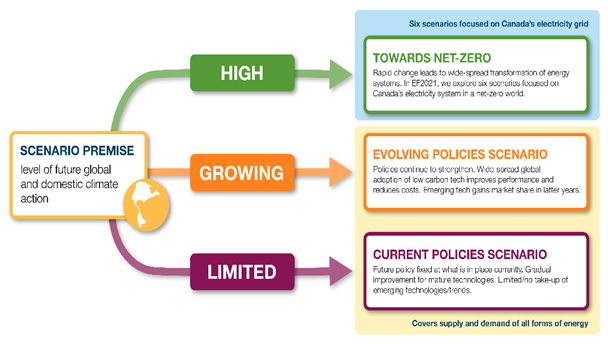 Six scenarios focused on Canada's electricity grid
HIGH
TOWARDS NET-ZERO
Rapid change leads to wide-spread transformation of energy
systems. In EF2021, we explore six scenarios focused on
Canada's electricity system in a net-zero world.
SCENARIO PREMISE
level of future global
and domestic climate
action
GROWING
EVOLVING POLICIES SCENARIO
Policies continue to strengthen. Wide spread global
adoption of low carbon tech improves performance and
reduces costs. Emerging tech gains market share in latter years.
LIMITED
CURRENT POLICIES SCENARIO
Future policy fixed at what is in place currently. Gradual
improvement for mature technologies. Limited/no take-up of
emerging technologies/trends.
Covers supply and demand of all forms of energy